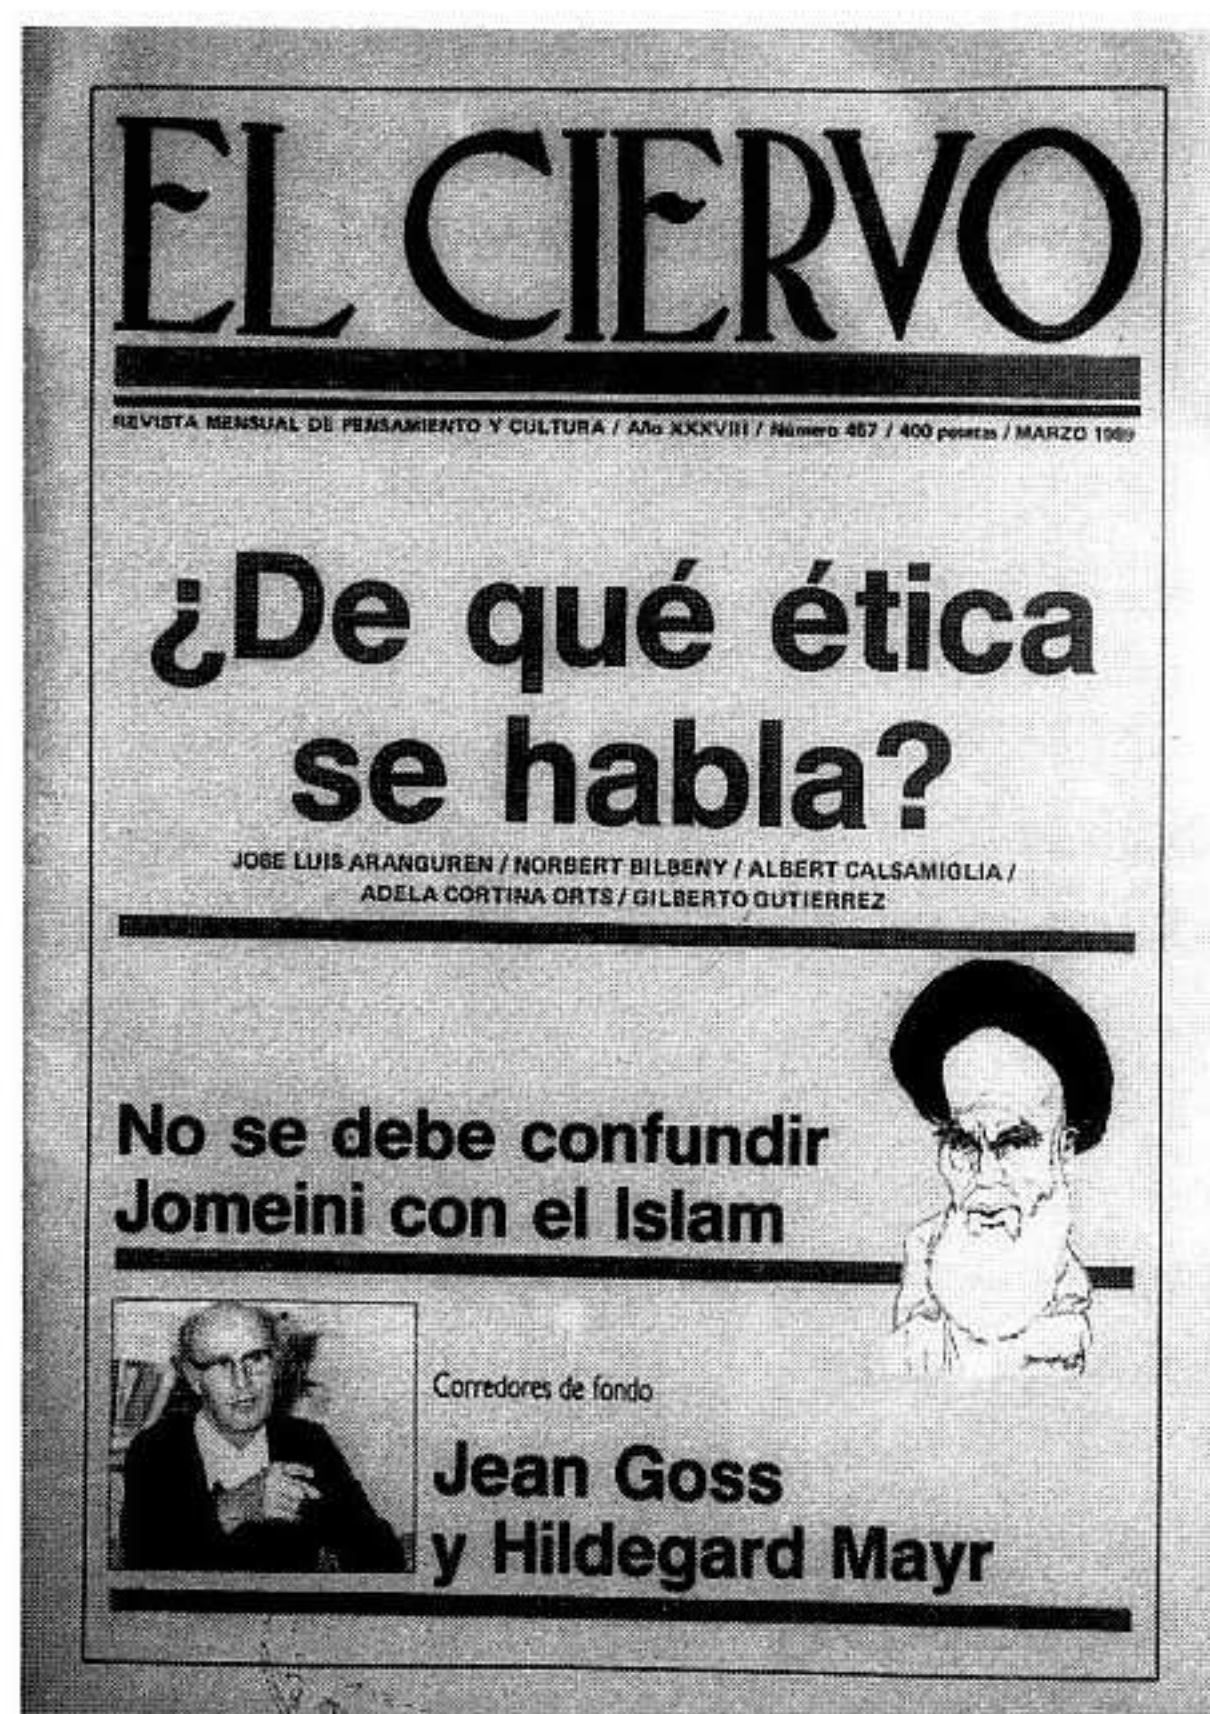 EL CIERVO
REVISTA MENSUAL DE PENSAMIENTO Y CULTURA / Año XXXVIII / Número 457 / 400 pesetas / MARZO 1989
¿De qué ética
se habla?
JOSE LUIS ARANGUREN / NORBERT BILBENY / ALBERT CALSAMIGLIA /
ADELA CORTINA ORTS / GILBERTO GUTIERREZ
No se debe confundir
Jomeini con el Islam
Corredores de fondo
Jean Goss
y Hildegard Mayr